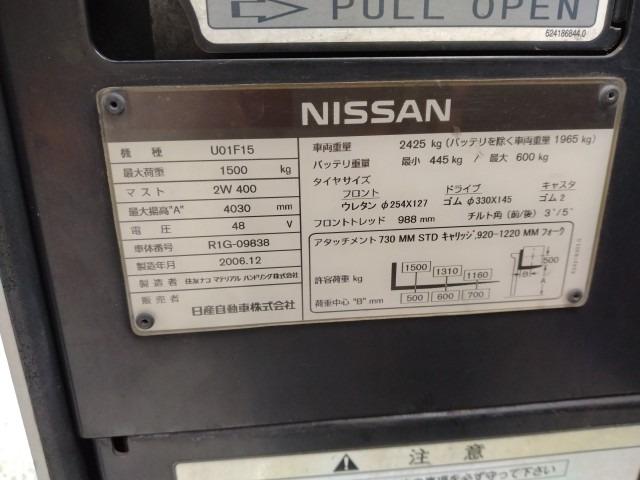 PULL OPEN
624186844.0
NISSAN
機 種 U01F15
最大荷重 1500 kg
マスト 2W 400
最大揚高"A" 4030 mm
電 圧 48 V
車体番号 R1G-09838
製造年月 2006.12
製造者 住友ナコ マテリアル ハンドリング株式会社
販売者 日産自動車株式会社
車両重量 2425 kg (バッテリを除く車両重量 1965 kg)
バッテリ重量 最小 445 kg / 最大 600 kg
タイヤサイズ
フロント ドライブ キャスタ
ウレタン φ254X127 ゴム φ330X145 ゴム 2
フロントトレッド 988 mm チルト角 (前/後) 3°/5°
アタッチメント 730 MM STD キャリッジ,920-1220 MM フォーク
許容荷重 kg 1500 1310 1160
荷重中心 "B" mm 500 600 700
500
B
A
注 意